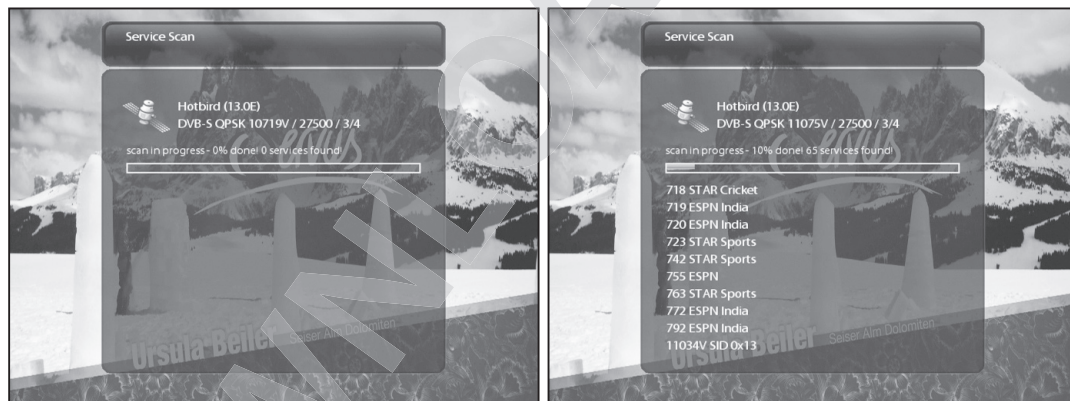 Service Scan
Hotbird (13.0E)
DVB-S QPSK 10719V / 27500 / 3/4
scan in progress - 0% done! 0 services found!
Ursula Beiler Seiser Alm Dolomiten
Service Scan
Hotbird (13.0E)
DVB-S QPSK 11075V / 27500 / 3/4
scan in progress - 10% done! 65 services found!
718 STAR Cricket
719 ESPN India
720 ESPN India
723 STAR Sports
742 STAR Sports
755 ESPN
763 STAR Sports
772 ESPN India
792 ESPN India
11034V SID 0x13
Beiler Seiser Alm Dolomiten